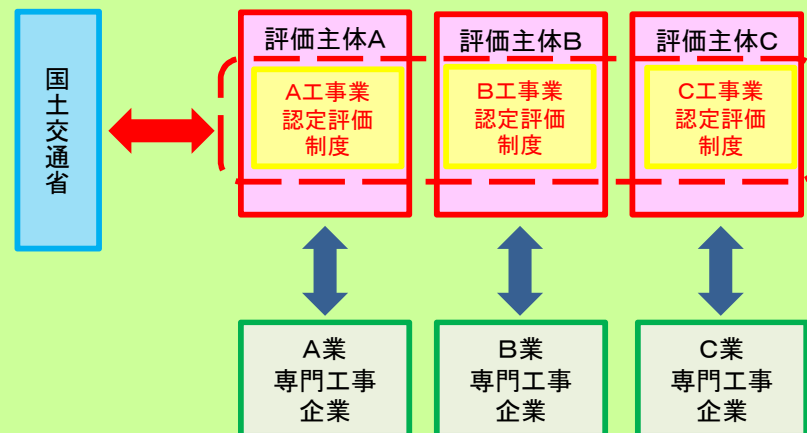 国土交通省
評価主体A
評価主体B
評価主体C
A工事業
認定評価
制度
B工事業
認定評価
制度
C工事業
認定評価
制度
A業
専門工事
企業
B業
専門工事
企業
C業
専門工事
企業